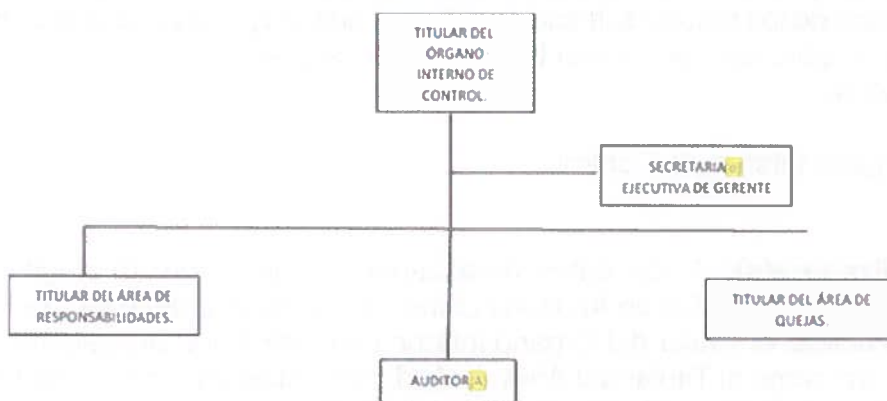 TITULAR DEL
ÓRGANO
INTERNO DE
CONTROL.
SECRETARIA(o)
EJECUTIVA DE GERENTE
TITULAR DEL ÁREA DE
RESPONSABILIDADES.
TITULAR DEL ÁREA DE
QUEJAS.
AUDITOR(A)